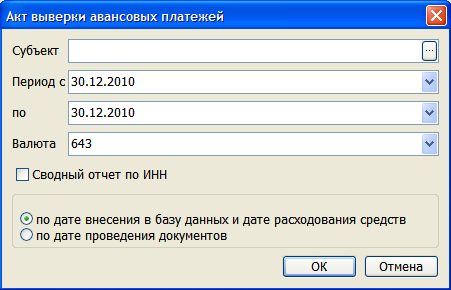 Акт выверки авансовых платежей
Субъект ...
Период с 30.12.2010
по 30.12.2010
Валюта 643
Сводный отчет по ИНН
по дате внесения в базу данных и дате расходования средств
по дате проведения документов
ОК Отмена